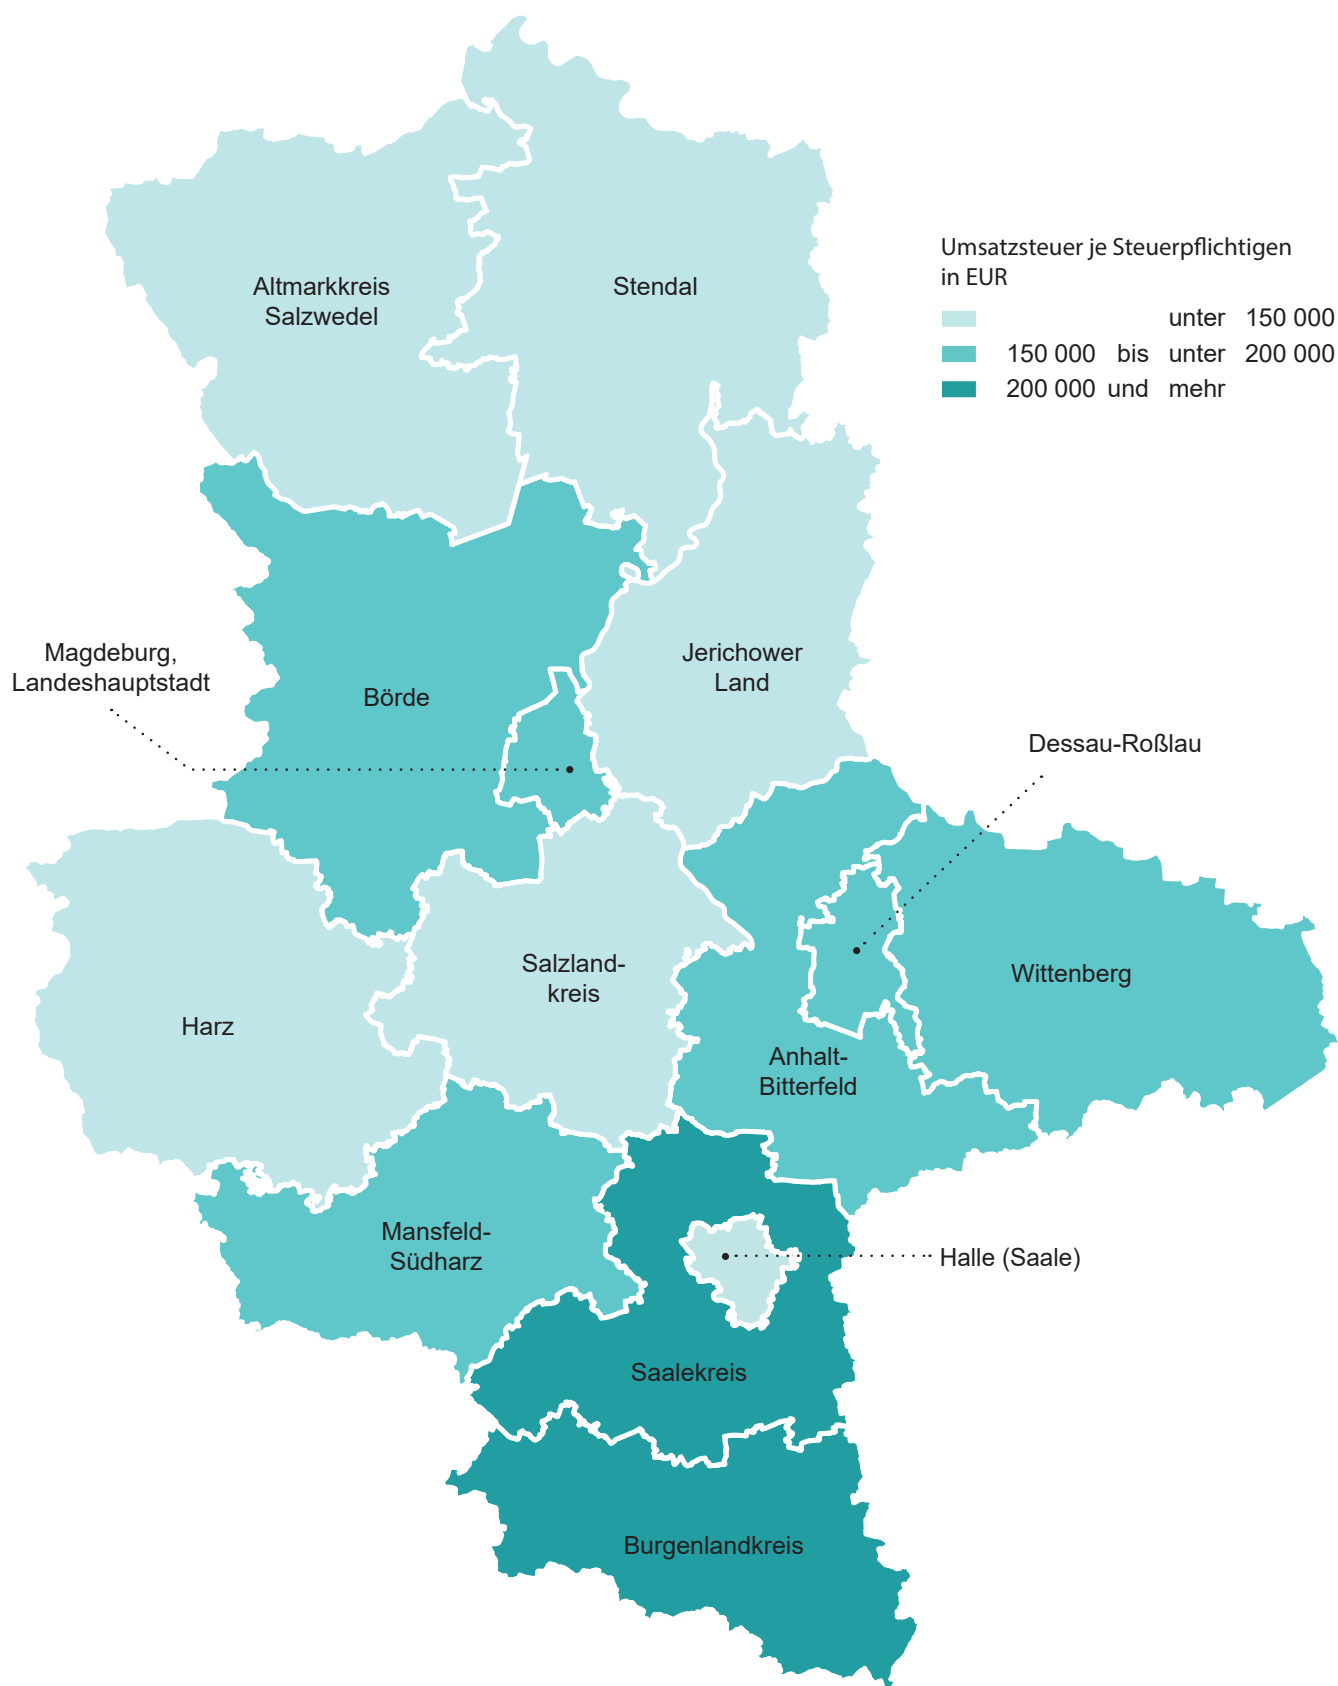 Umsatzsteuer je Steuerpflichtigen
in EUR
unter 150 000
150 000 bis unter 200 000
200 000 und mehr
Altmarkkreis
Salzwedel
Stendal
Magdeburg,
Landeshauptstadt
Börde
Jerichower
Land
Dessau-Roßlau
Salzland-
kreis
Wittenberg
Harz
Anhalt-
Bitterfeld
Mansfeld-
Südharz
Halle (Saale)
Saalekreis
Burgenlandkreis